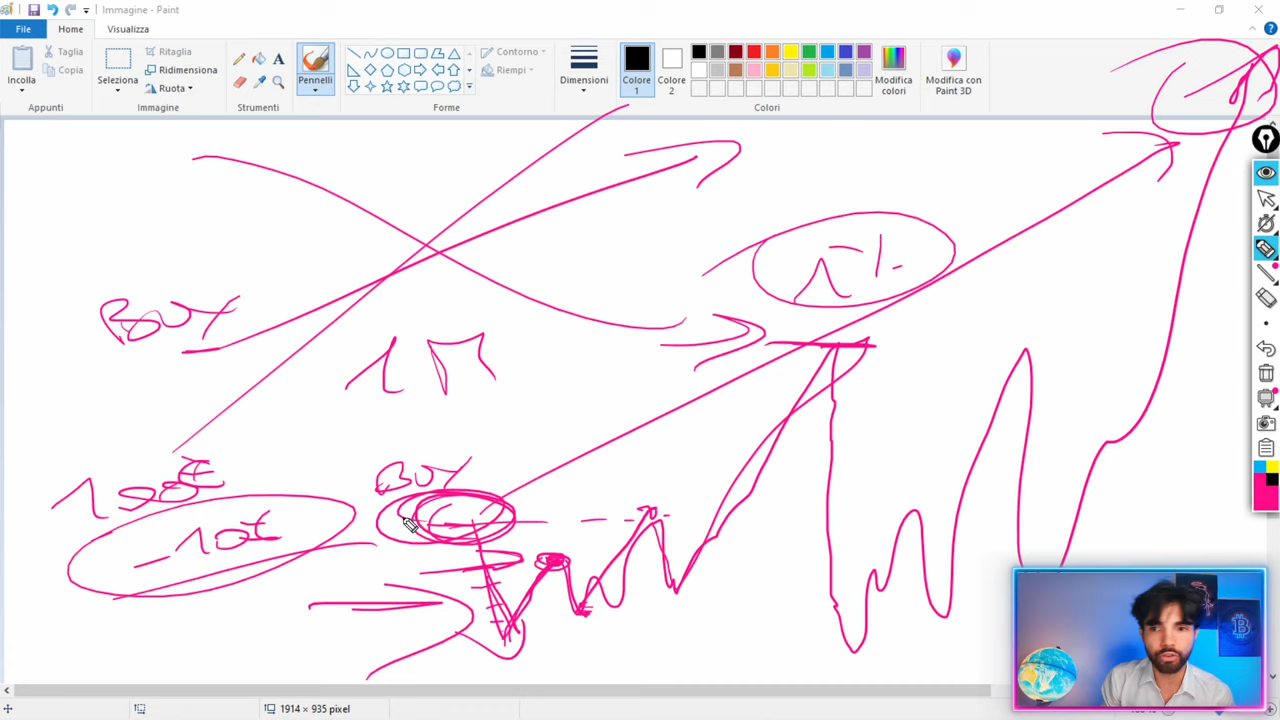 Immagine - Paint
File Home Visualizza
Incolla
Taglia
Copia
Appunti
Seleziona
Ritaglia
Ridimensiona
Ruota
Immagine
A
Strumenti
Pennelli
Contorno
Riempi
Forme
Dimensioni
Colore 1
Colore 2
Modifica colori
Colori
Modifica con Paint 3D
BUY
BUY
100€
-10€
1914 × 935 pixel